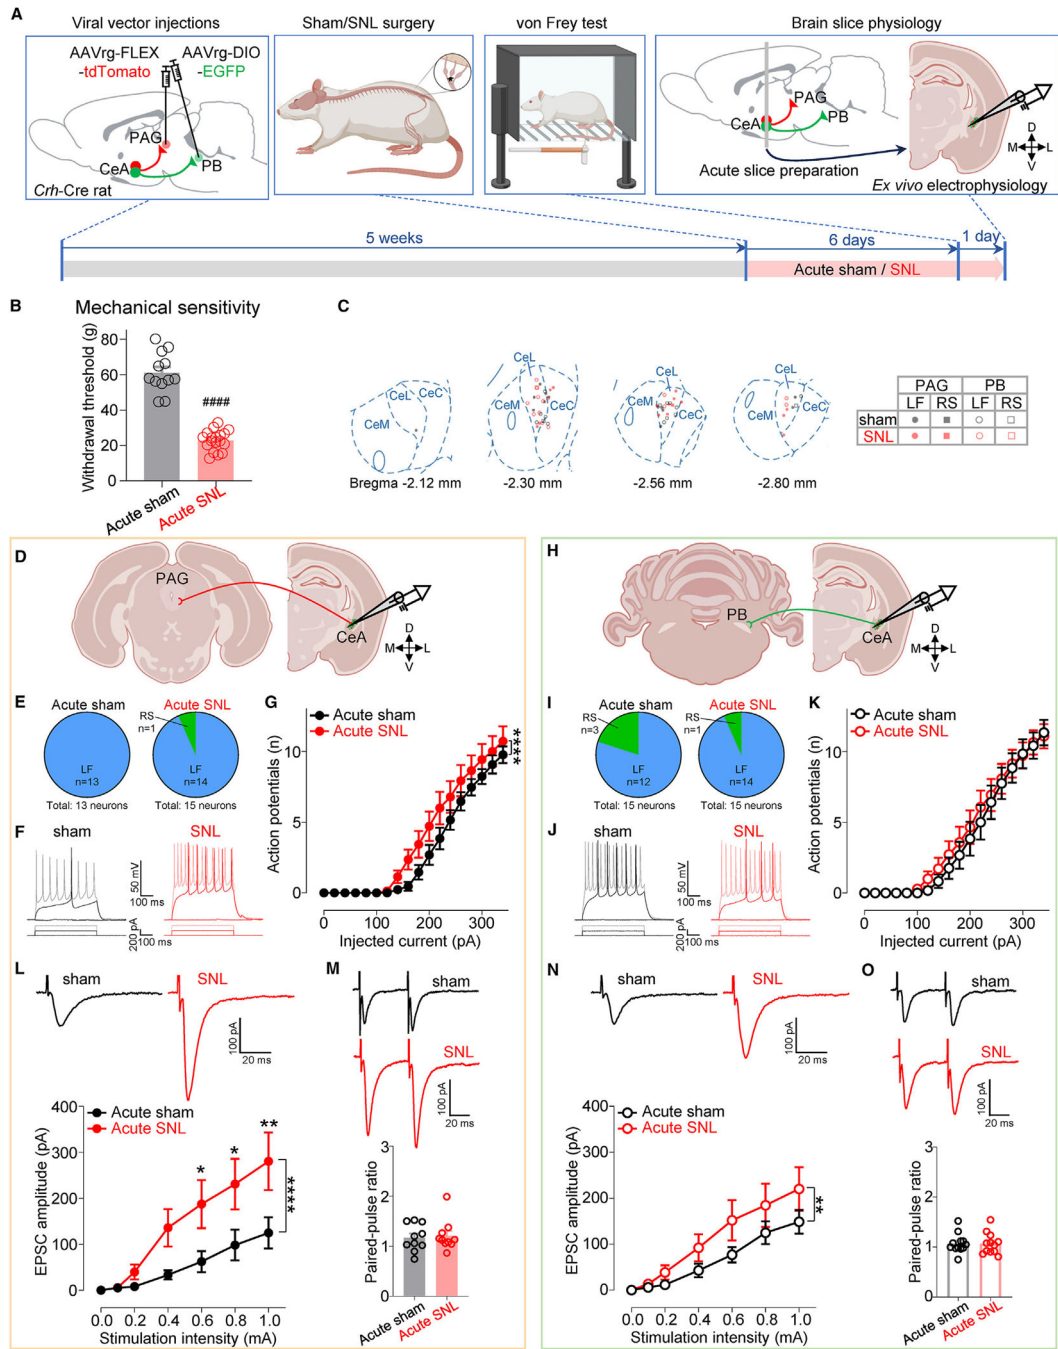 A
Viral vector injections
Sham/SNL surgery
von Frey test
Brain slice physiology
AAVrg-FLEX
-tdTomato
AAVrg-DIO
-EGFP
PAG
CeA
PB
Crh-Cre rat
PAG
CeA
PB
Acute slice preparation
D
M
L
V
Ex vivo electrophysiology
5 weeks
6 days
1 day
Acute sham / SNL
B
Mechanical sensitivity
Withdrawal threshold (g)
80
60
40
20
0
####
Acute sham
Acute SNL
C
CeL
CeC
CeM
Bregma -2.12 mm
CeL
CeM
CeC
-2.30 mm
CeL
CeM
CeC
-2.56 mm
CeL
CeM
CeC
-2.80 mm
PAG PB
LF RS LF RS
sham
SNL
D
PAG
CeA
D
M
L
V
E
Acute sham
LF
n=13
Total: 13 neurons
Acute SNL
RS
n=1
LF
n=14
Total: 15 neurons
F
sham
SNL
50 mV
100 ms
200 pA
100 ms
G
Acute sham
Acute SNL
Action potentials (n)
10
5
0
0 100 200 300
Injected current (pA)
****
H
PB
CeA
D
M
L
V
I
Acute sham
RS
n=3
LF
n=12
Total: 15 neurons
Acute SNL
RS
n=1
LF
n=14
Total: 15 neurons
J
sham
SNL
50 mV
100 ms
200 pA
100 ms
K
Acute sham
Acute SNL
Action potentials (n)
10
5
0
0 100 200 300
Injected current (pA)
L
sham
SNL
100 pA
20 ms
Acute sham
Acute SNL
EPSC amplitude (pA)
400
300
200
100
0
* * **
****
0.0 0.2 0.4 0.6 0.8 1.0
Stimulation intensity (mA)
M
sham
SNL
100 pA
20 ms
Paired-pulse ratio
3
2
1
0
Acute sham
Acute SNL
N
sham
SNL
100 pA
20 ms
Acute sham
Acute SNL
EPSC amplitude (pA)
400
300
200
100
0
**
0.0 0.2 0.4 0.6 0.8 1.0
Stimulation intensity (mA)
O
sham
SNL
100 pA
20 ms
Paired-pulse ratio
3
2
1
0
Acute sham
Acute SNL